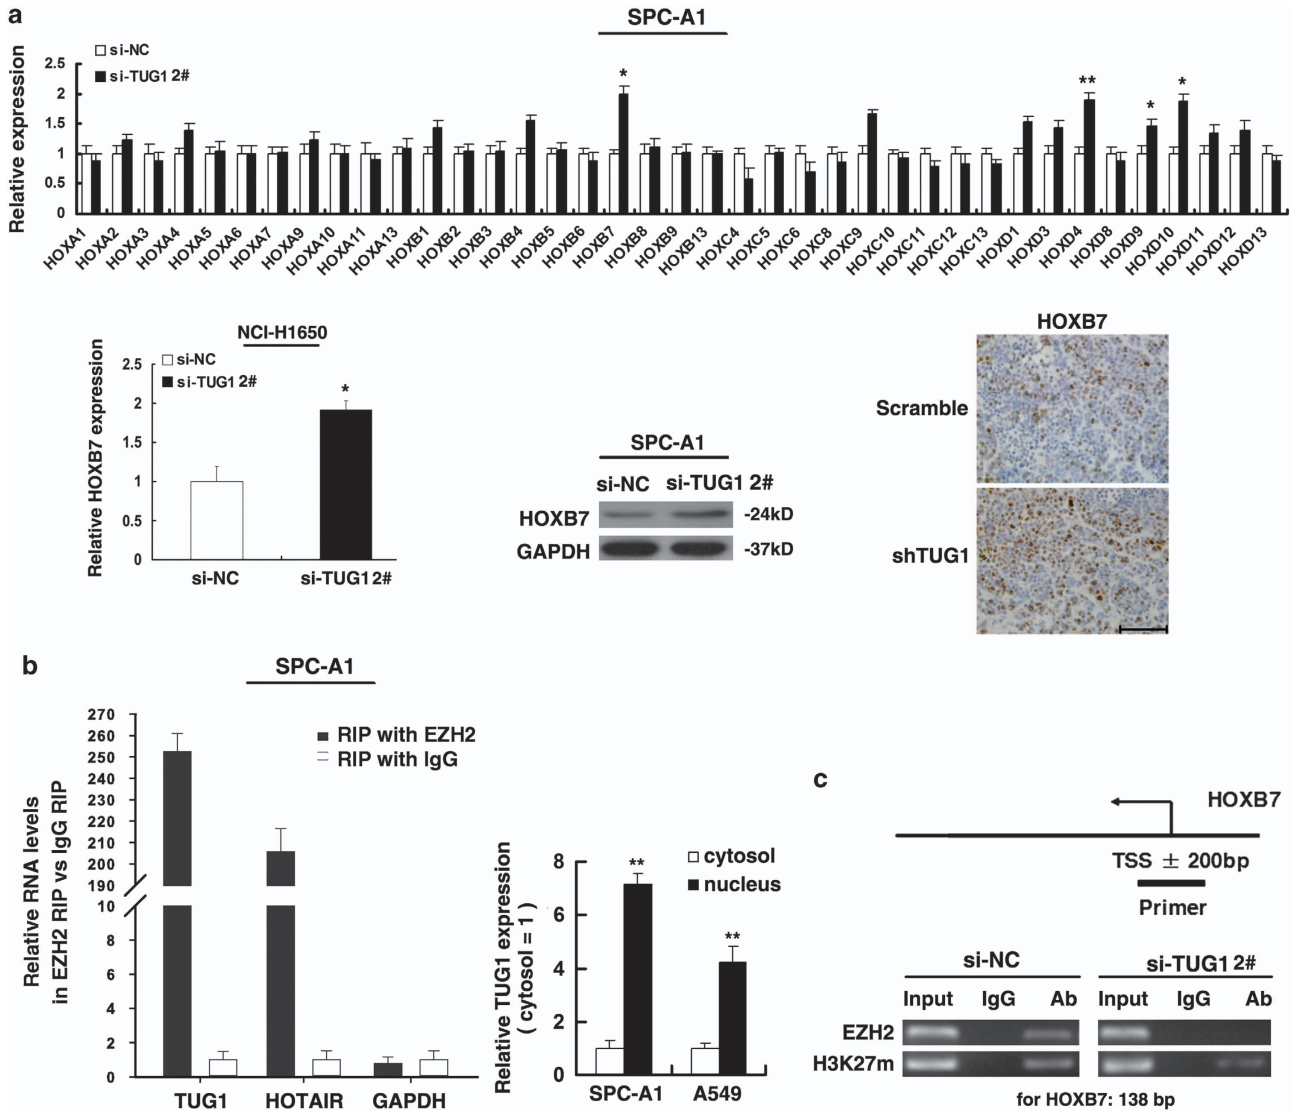 a
SPC-A1
si-NC
si-TUG1 2#
Relative expression
2.5
2
1.5
1
0.5
0
HOXA1 HOXA2 HOXA3 HOXA4 HOXA5 HOXA6 HOXA7 HOXA9 HOXA10 HOXA11 HOXA13 HOXB1 HOXB2 HOXB3 HOXB4 HOXB5 HOXB6 HOXB7 HOXB8 HOXB9 HOXB13 HOXC4 HOXC5 HOXC6 HOXC8 HOXC9 HOXC10 HOXC11 HOXC12 HOXC13 HOXD1 HOXD3 HOXD4 HOXD8 HOXD9 HOXD10 HOXD11 HOXD12 HOXD13
* ** * *
NCI-H1650
si-NC
si-TUG1 2#
Relative HOXB7 expression
2.5
2
1.5
1
0.5
0
*
si-NC si-TUG1 2#
SPC-A1
si-NC si-TUG1 2#
HOXB7 -24kD
GAPDH -37kD
HOXB7
Scramble
shTUG1
b
SPC-A1
RIP with EZH2
RIP with IgG
Relative RNA levels
in EZH2 RIP vs IgG RIP
270
260
250
240
230
220
210
200
190
10
8
6
4
2
0
TUG1 HOTAIR GAPDH
cytosol
nucleus
Relative TUG1 expression
( cytosol = 1 )
8
6
4
2
0
** **
SPC-A1 A549
c
HOXB7
TSS ± 200bp
Primer
si-NC si-TUG1 2#
Input IgG Ab Input IgG Ab
EZH2
H3K27m
for HOXB7: 138 bp